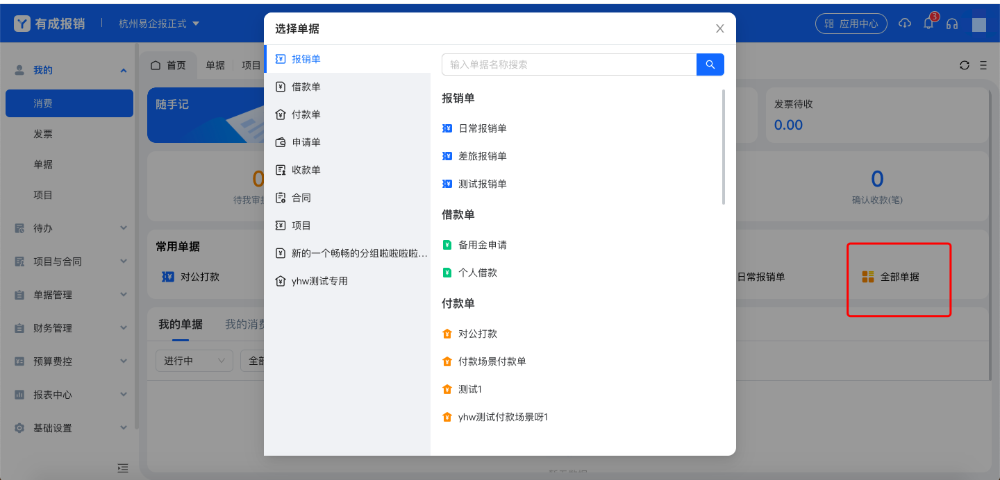 有成报销
杭州易企报正式
应用中心
3
我的
消费
发票
单据
项目
待办
项目与合同
单据管理
财务管理
预算费控
报表中心
基础设置
首页
单据
项目
随手记
发票待收
0.00
0
待我审批
0
确认收款(笔)
常用单据
对公打款
日常报销单
全部单据
我的单据
我的消费
进行中
全部
选择单据
报销单
借款单
付款单
申请单
收款单
合同
项目
新的一个畅畅的分组啦啦啦啦...
yhw测试专用
输入单据名称搜索
报销单
日常报销单
差旅报销单
测试报销单
借款单
备用金申请
个人借款
付款单
对公打款
付款场景付款单
测试1
yhw测试付款场景呀1